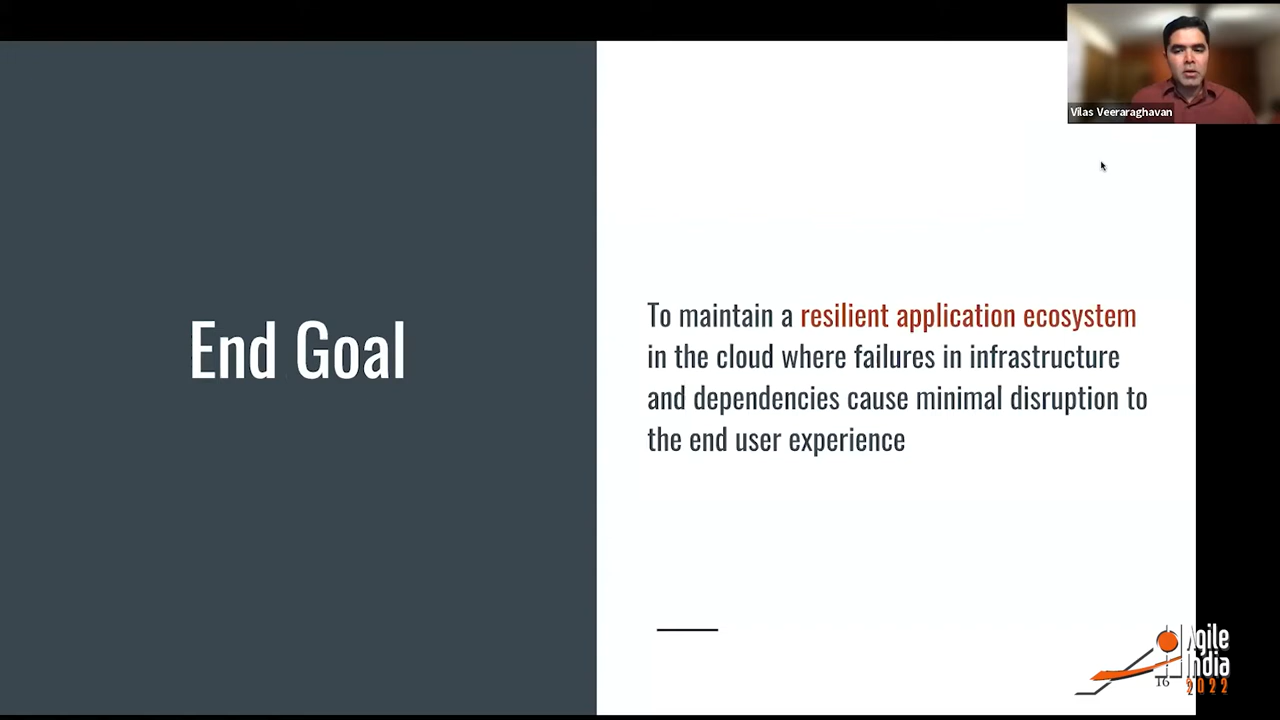 Vilas Veeraraghavan
End Goal
To maintain a resilient application ecosystem
in the cloud where failures in infrastructure
and dependencies cause minimal disruption to
the end user experience
16
Agile
India
2022